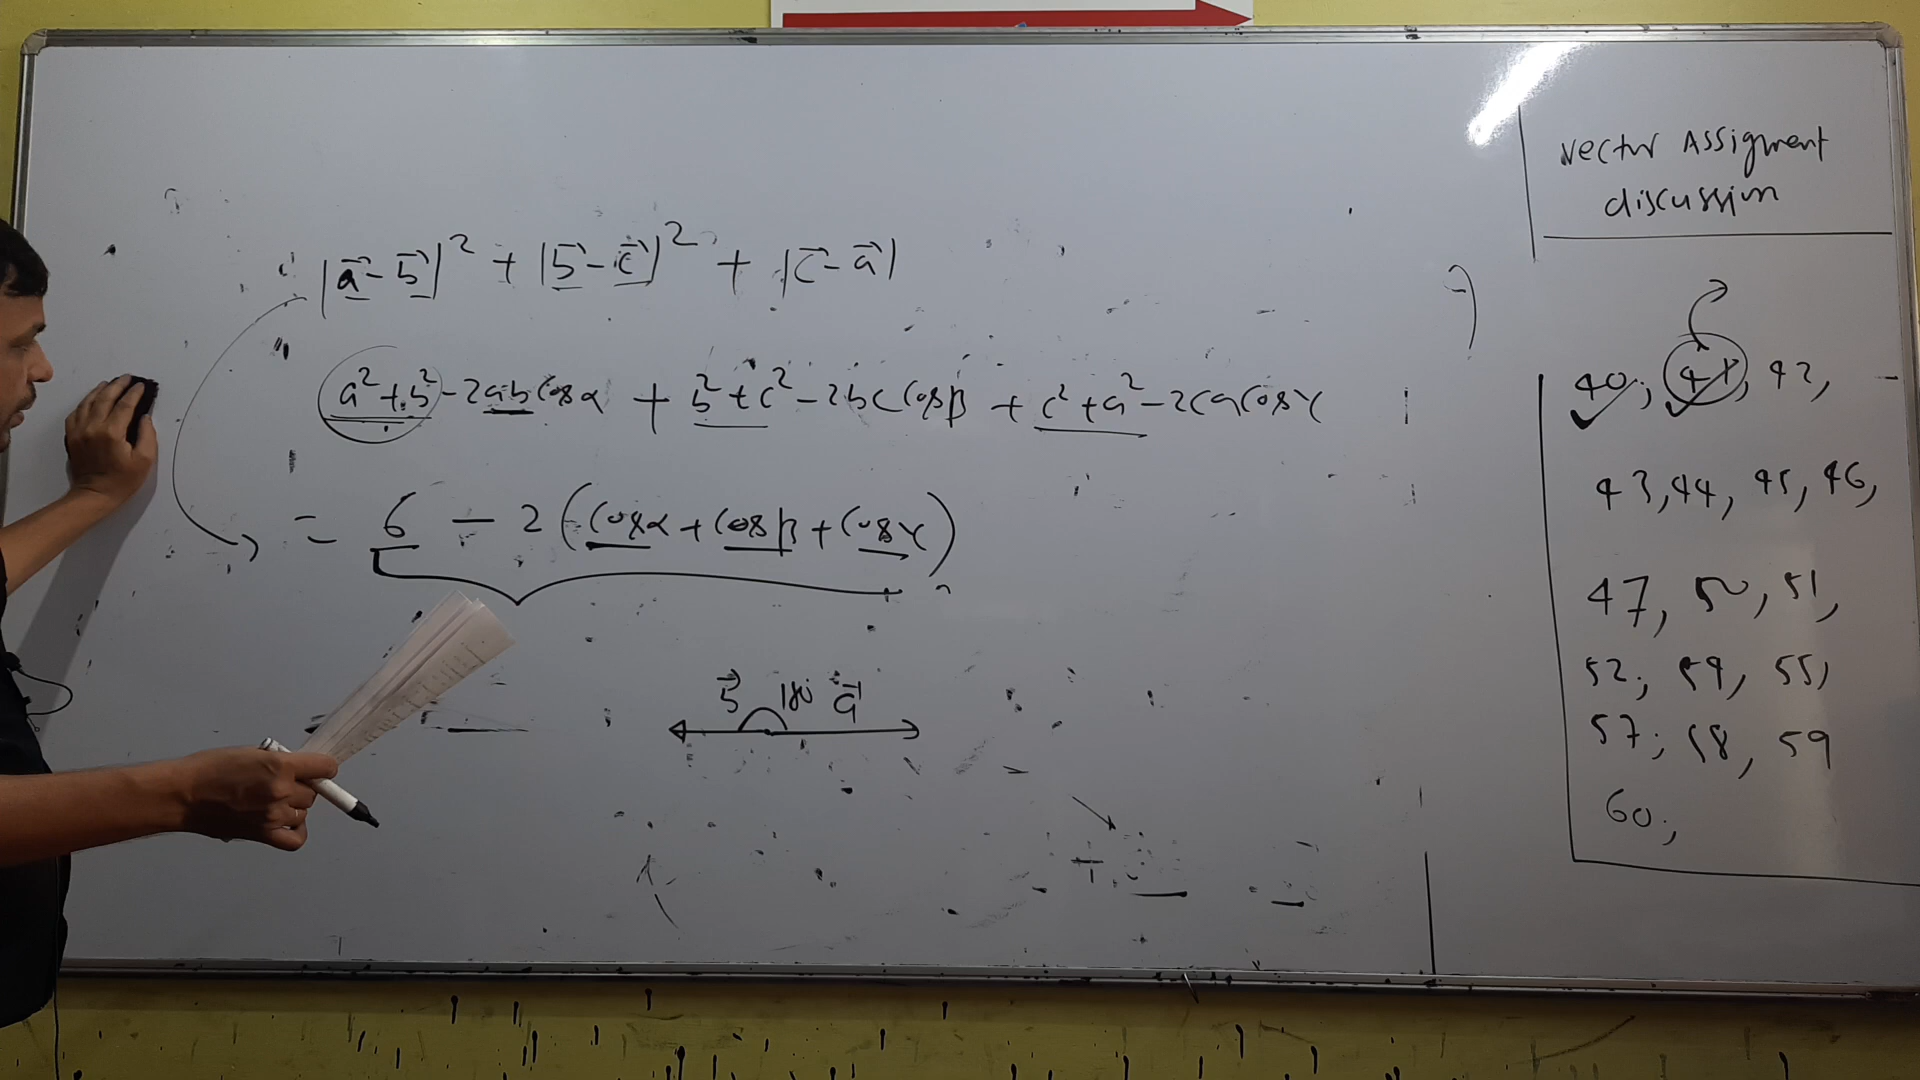 |a⃗ - b⃗|² + |b⃗ - c⃗|² + |c⃗ - a⃗|
a² + b² - 2ab Cosα + b² + c² - 2bc Cosβ + c² + a² - 2ca Cosγ
= 6 - 2 (Cosα + Cosβ + Cosγ)
b⃗ 180° a⃗
Vector Assigment
discussion
40, 41, 42,
43, 44, 45, 46,
47, 50, 51,
52, 54, 55,
57, 58, 59
60,